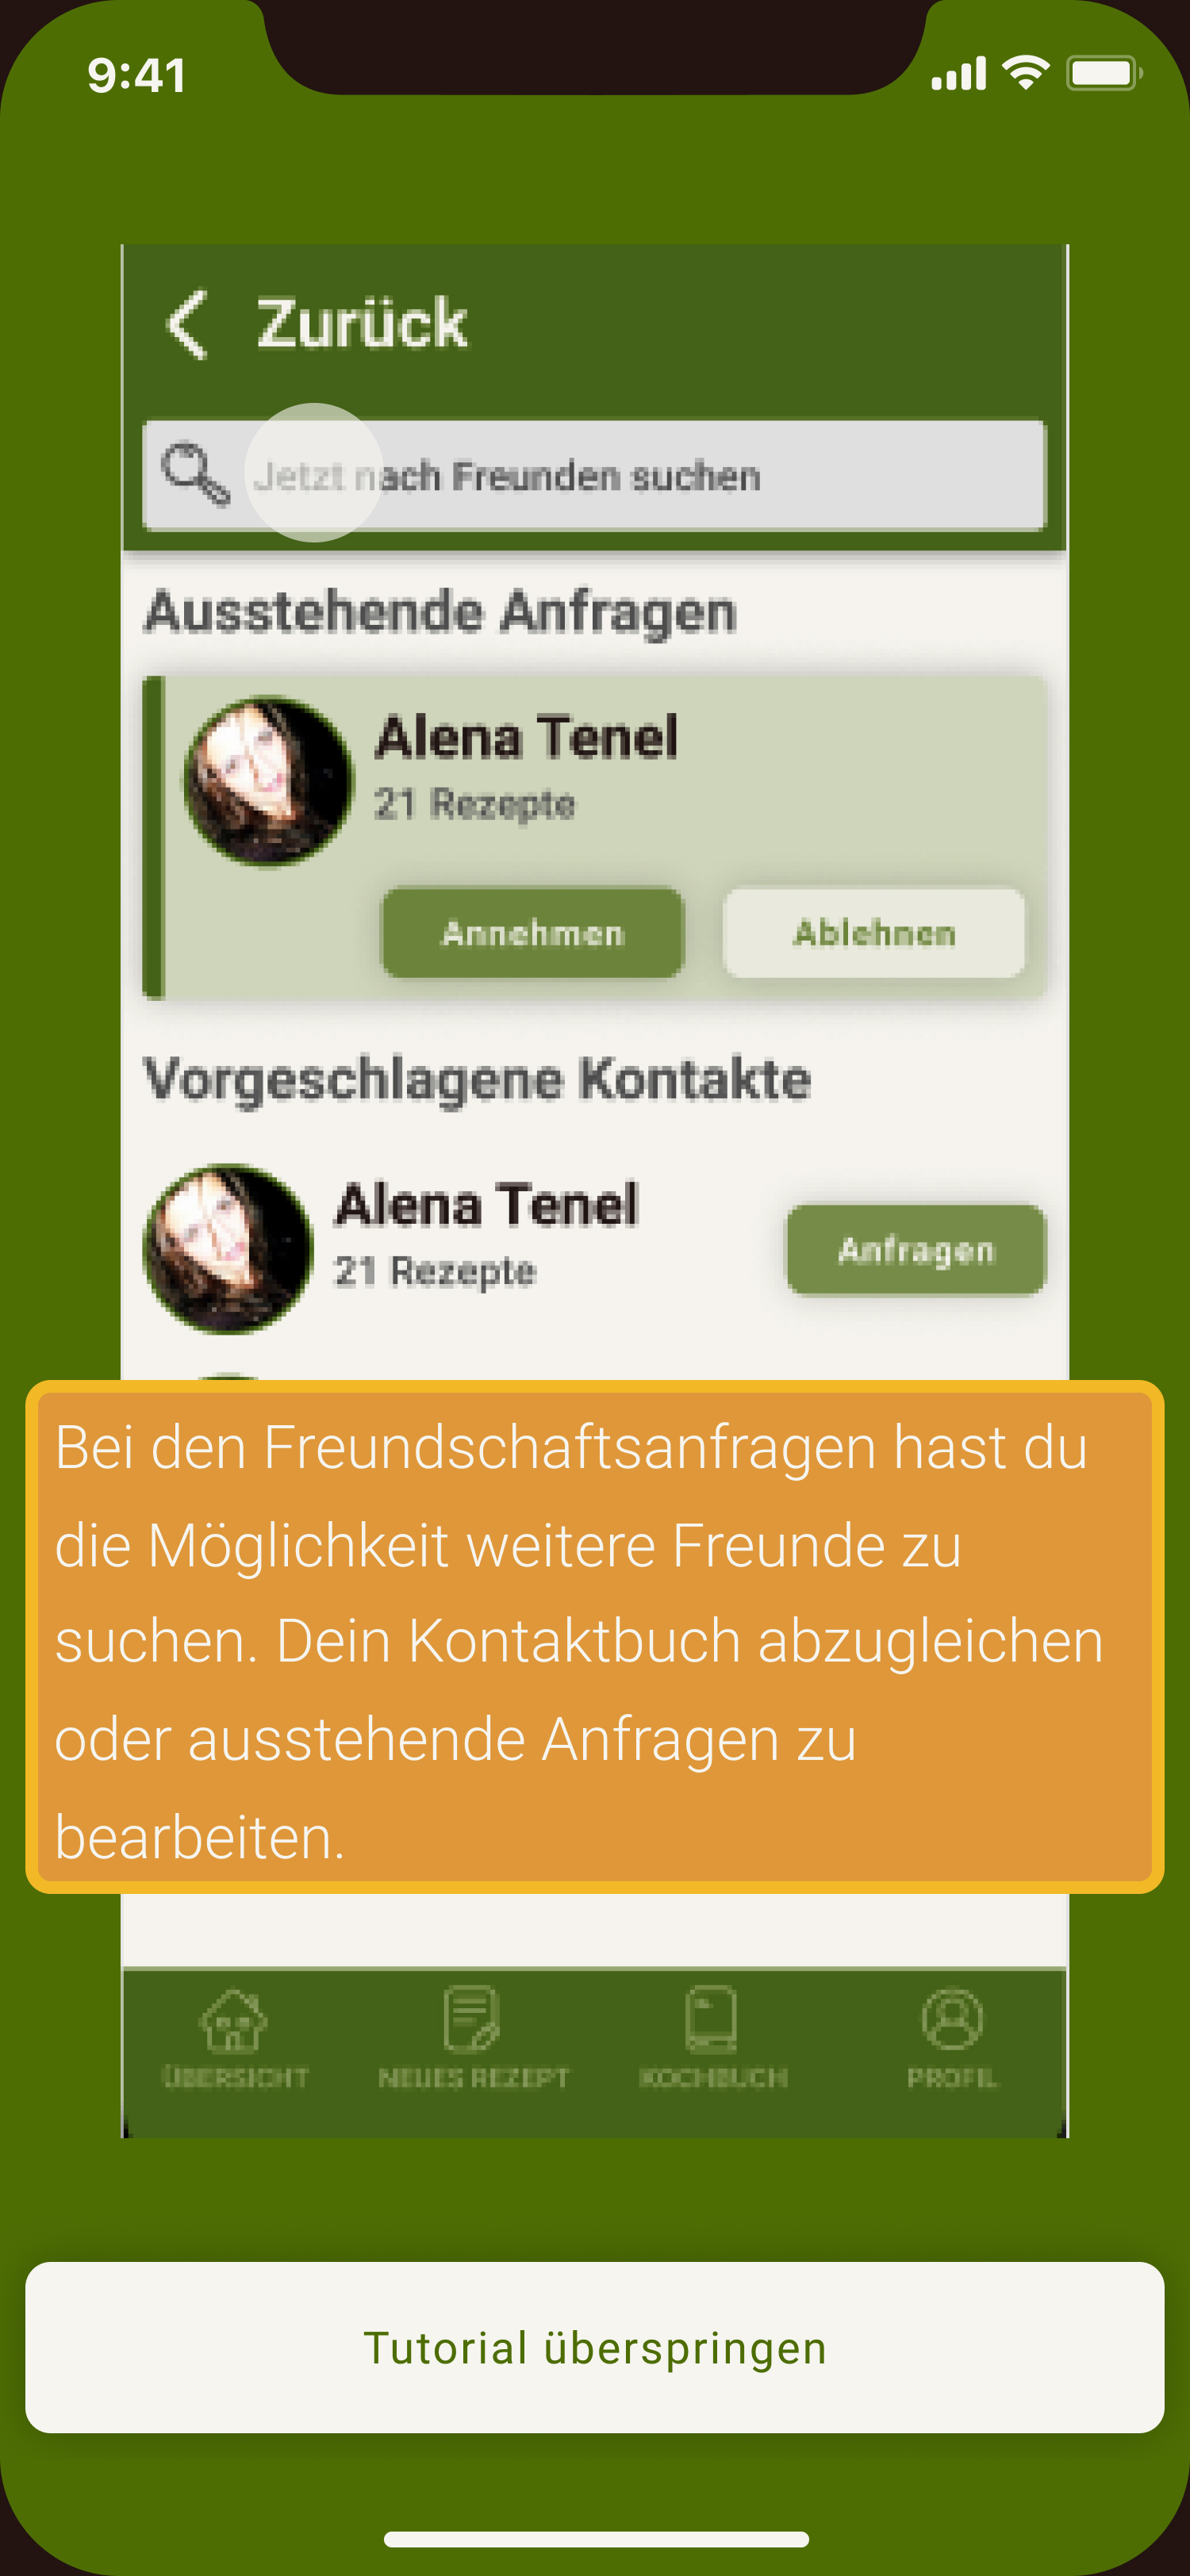 9:41
Zurück
Jetzt nach Freunden suchen
Ausstehende Anfragen
Alena Tenel
21 Rezepte
Annehmen Ablehnen
Vorgeschlagene Kontakte
Alena Tenel
21 Rezepte
Anfragen
Bei den Freundschaftsanfragen hast du
die Möglichkeit weitere Freunde zu
suchen. Dein Kontaktbuch abzugleichen
oder ausstehende Anfragen zu
bearbeiten.
ÜBERSICHT NEUES REZEPT KOCHBUCH PROFIL
Tutorial überspringen